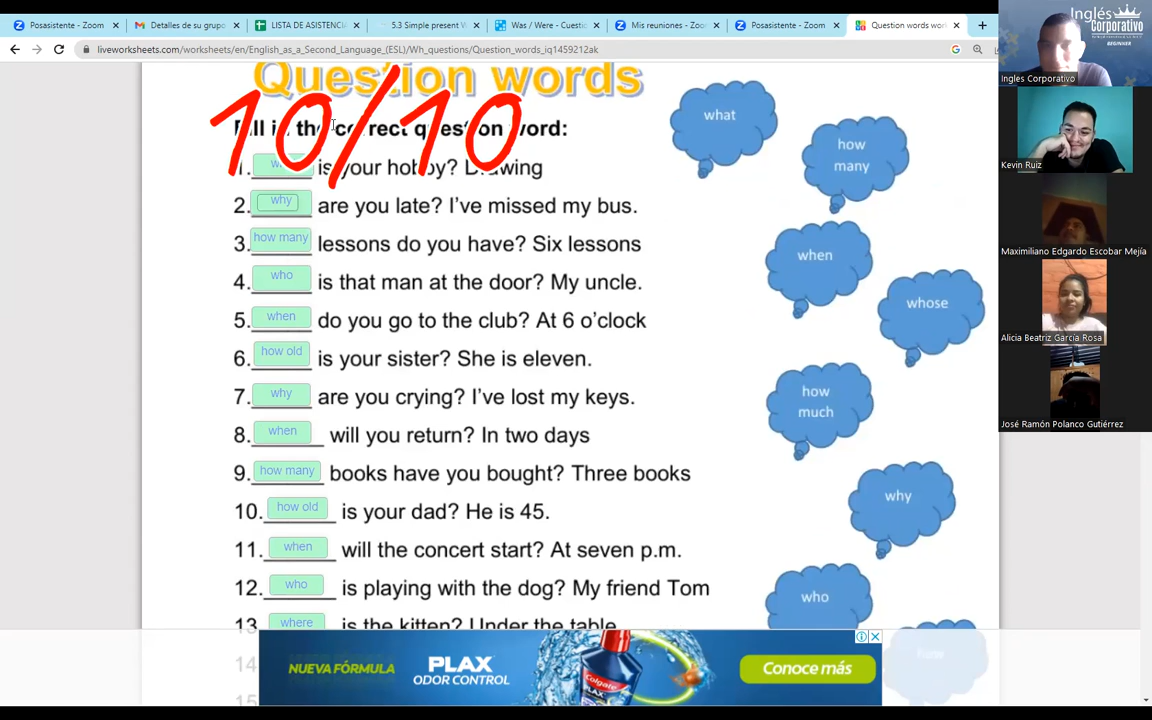 Posasistente - Zoom
Detalles de su grupo
LISTA DE ASISTENCI
5.3 Simple present W
Was / Were - Cuesti
Mis reuniones - Zoo
Posasistente - Zoom
Question words wor
liveworksheets.com/worksheets/en/English_as_a_Second_Language_(ESL)/Wh_questions/Question_words_iq1459212ak
Question words
10/10
Fill in the correct question word:
1. is your hobby? Drawing
2. why are you late? I've missed my bus.
3. how many lessons do you have? Six lessons
4. who is that man at the door? My uncle.
5. when do you go to the club? At 6 o'clock
6. how old is your sister? She is eleven.
7. why are you crying? I've lost my keys.
8. when will you return? In two days
9. how many books have you bought? Three books
10. how old is your dad? He is 45.
11. when will the concert start? At seven p.m.
12. who is playing with the dog? My friend Tom
13. where is the kitten? Under the table
14
15
what
how many
when
whose
how much
why
who
NUEVA FÓRMULA
PLAX
ODOR CONTROL
Colgate
PLAX
Conoce más
Inglés
Corporativo
BEGINNER
Ingles Corporativo
Kevin Ruiz
Maximiliano Edgardo Escobar Mejía
Alicia Beatriz García Rosa
José Ramón Polanco Gutiérrez